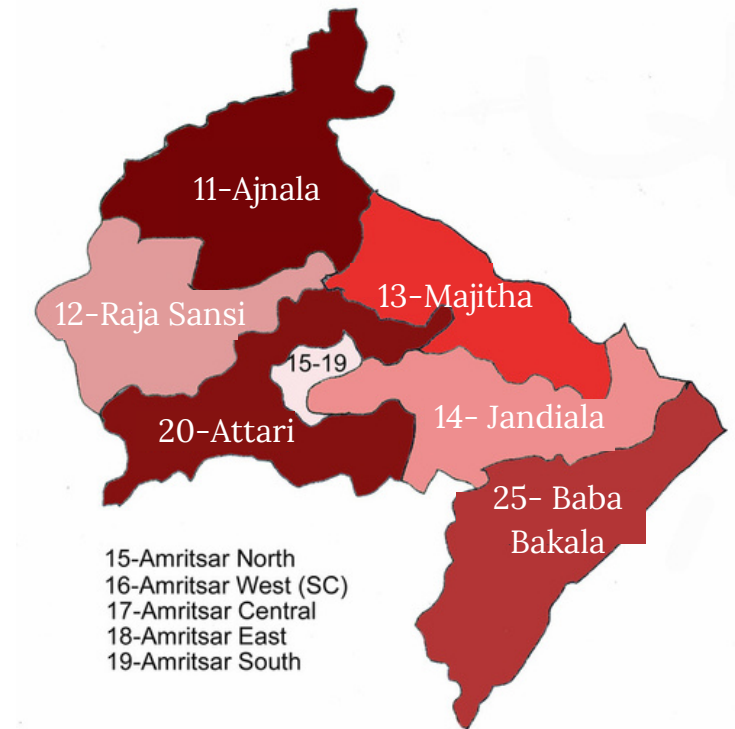 11-Ajnala
13-Majitha
12-Raja Sansi
15-19
14- Jandiala
20-Attari
25- Baba
Bakala
15-Amritsar North
16-Amritsar West (SC)
17-Amritsar Central
18-Amritsar East
19-Amritsar South